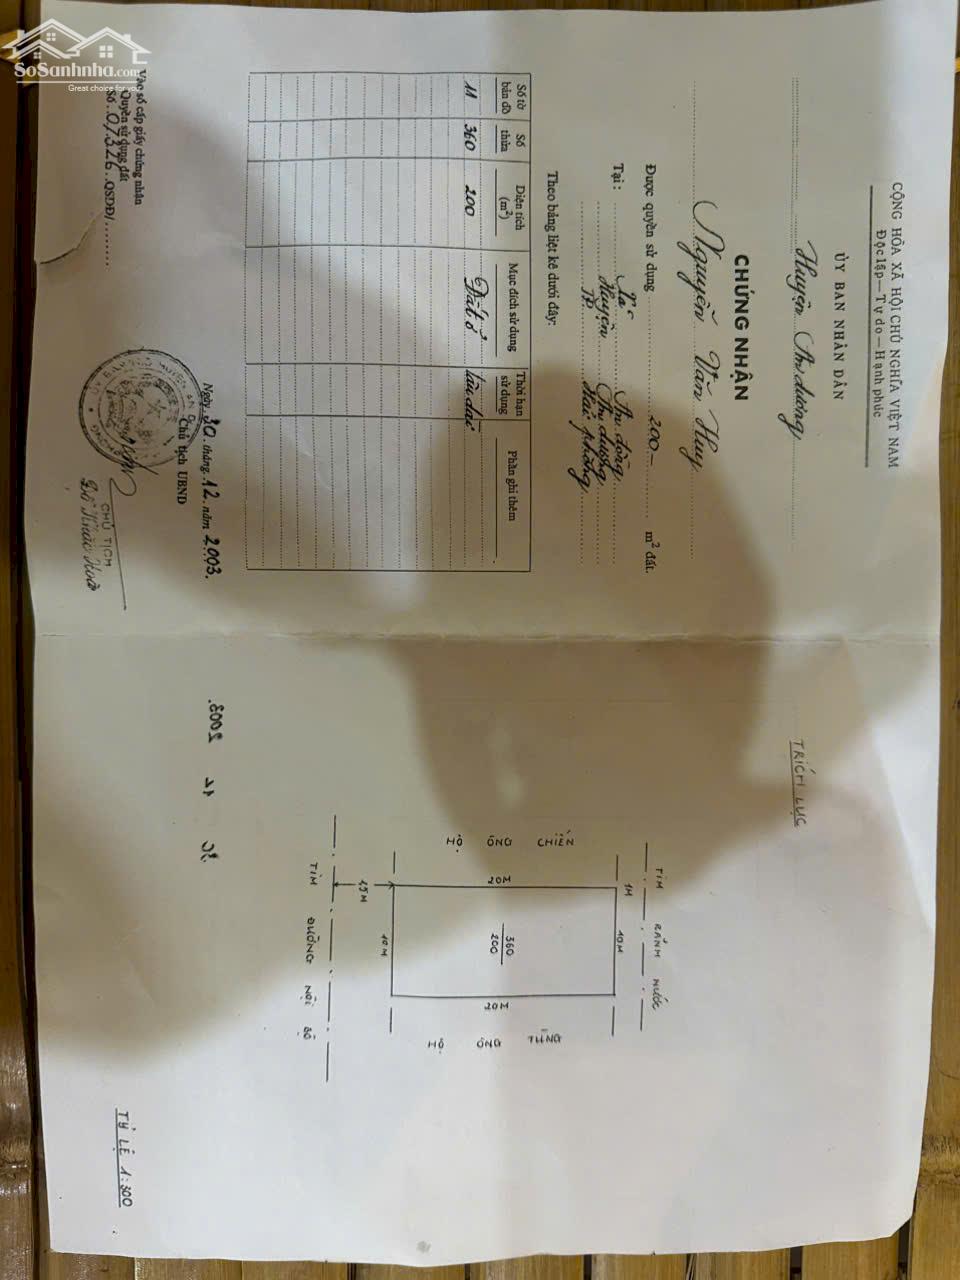 SoSanhnha.com
Great choice for you
CỘNG HÒA XÃ HỘI CHỦ NGHĨA VIỆT NAM
Độc lập — Tự do — Hạnh phúc
ỦY BAN NHÂN DÂN
Huyện An dương
CHỨNG NHẬN
Nguyễn Văn Huy
Được quyền sử dụng 200 — m² đất.
Tại : Xã An đồng
Huyện An dương
TP. Hải phòng
Theo bảng liệt kê dưới đây:
Số tờ bản đồ Số thửa Diện tích (m²) Mục đích sử dụng Thời hạn sử dụng Phần ghi thêm
11 360 200 Đất ở lâu dài
Ngày 30 tháng 12 năm 2003.
Chủ tịch UBND
CHỦ TỊCH
Vào sổ cấp giấy chứng nhận
Quyền sử dụng đất
Số: 07326 QSDĐ/
TRÍCH LỤC
TIM RÃNH NƯỚC
1M
10M
HỘ ÔNG CHIẾN
20M
360
200
20M
HỘ ÔNG
10M
1,5M
TIM ĐƯỜNG NỘI BỘ
TỶ LỆ 1:300